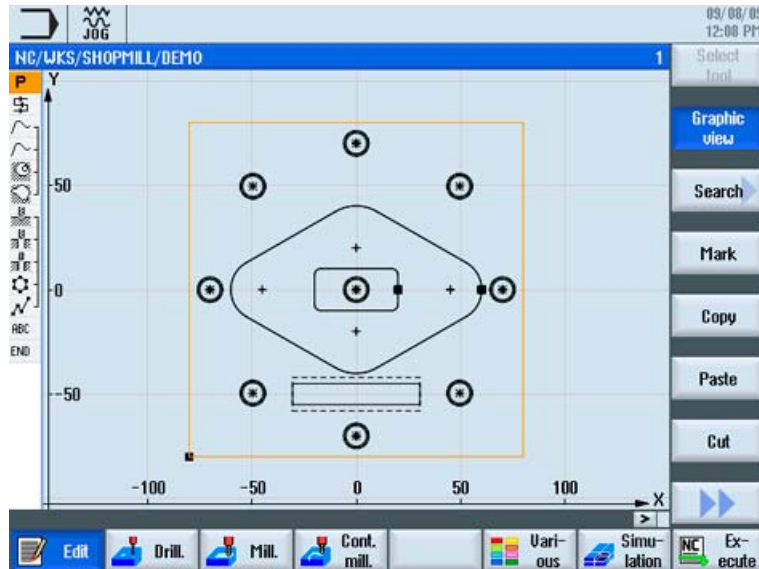 09/08/09
12:08 PM
JOG
NC/WKS/SHOPMILL/DEMO 1
Select
tool
P
Y
Graphic
view
50
Search
Mark
0
Copy
ABC
END
Paste
-50
Cut
-100 -50 0 50 100
X
>
Edit Drill. Mill. Cont.
mill. Vari-
ous Simu-
lation NC Ex-
ecute